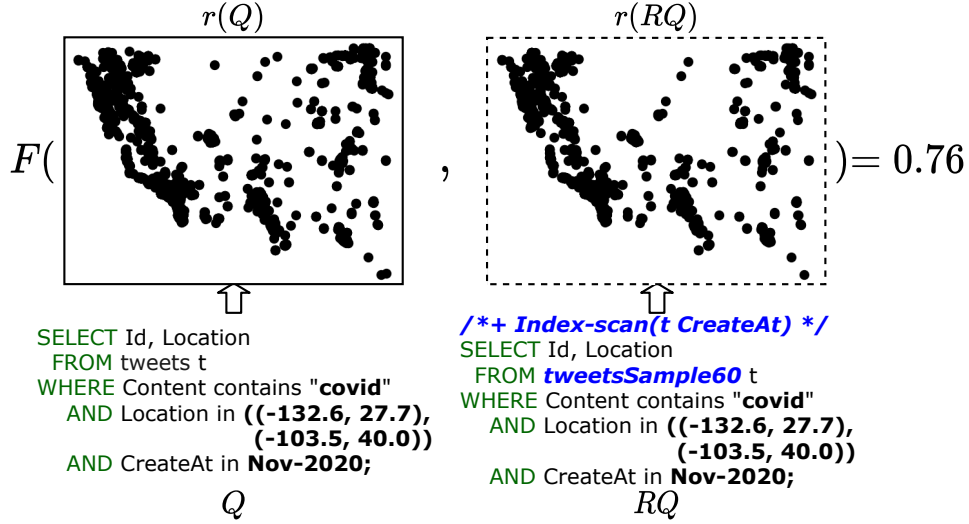 r(Q)
r(RQ)
F(
,
)= 0.76
SELECT Id, Location
FROM tweets t
WHERE Content contains "covid"
AND Location in ((-132.6, 27.7),
(-103.5, 40.0))
AND CreateAt in Nov-2020;
Q
/*+ Index-scan(t CreateAt) */
SELECT Id, Location
FROM tweetsSample60 t
WHERE Content contains "covid"
AND Location in ((-132.6, 27.7),
(-103.5, 40.0))
AND CreateAt in Nov-2020;
RQ